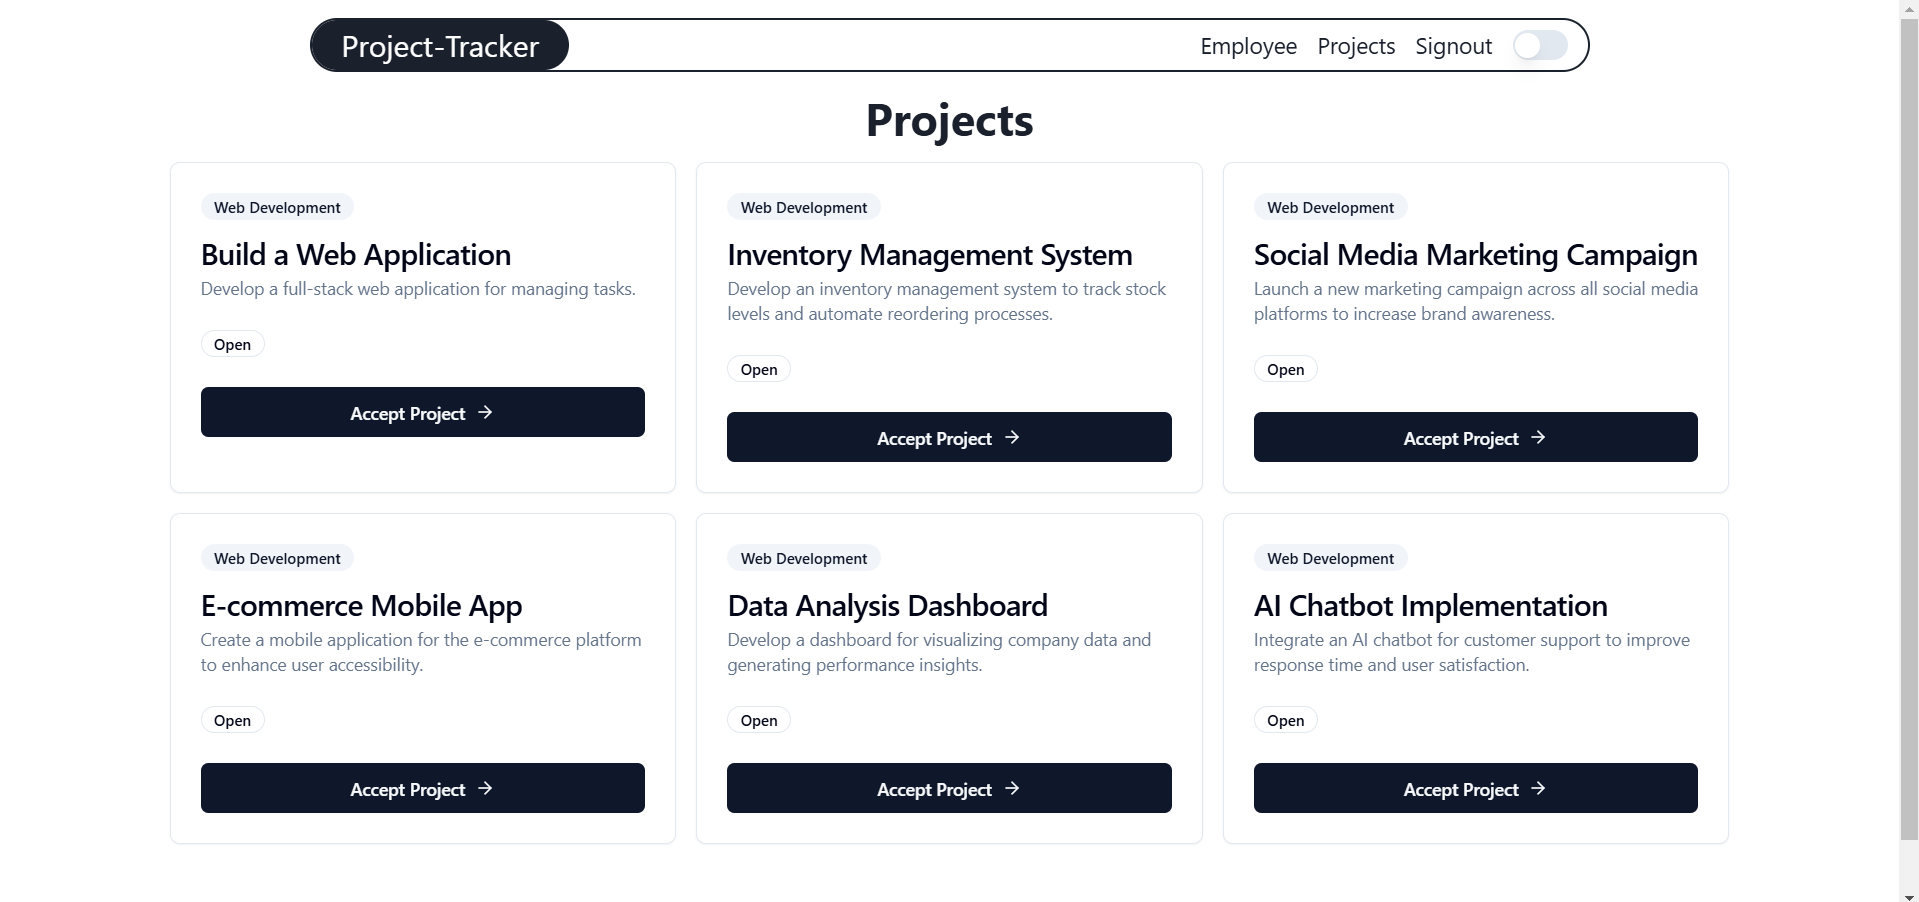 Project-Tracker
Employee Projects Signout
Projects
Web Development
Build a Web Application
Develop a full-stack web application for managing tasks.
Open
Accept Project →
Web Development
Inventory Management System
Develop an inventory management system to track stock
levels and automate reordering processes.
Open
Accept Project →
Web Development
Social Media Marketing Campaign
Launch a new marketing campaign across all social media
platforms to increase brand awareness.
Open
Accept Project →
Web Development
E-commerce Mobile App
Create a mobile application for the e-commerce platform
to enhance user accessibility.
Open
Accept Project →
Web Development
Data Analysis Dashboard
Develop a dashboard for visualizing company data and
generating performance insights.
Open
Accept Project →
Web Development
AI Chatbot Implementation
Integrate an AI chatbot for customer support to improve
response time and user satisfaction.
Open
Accept Project →